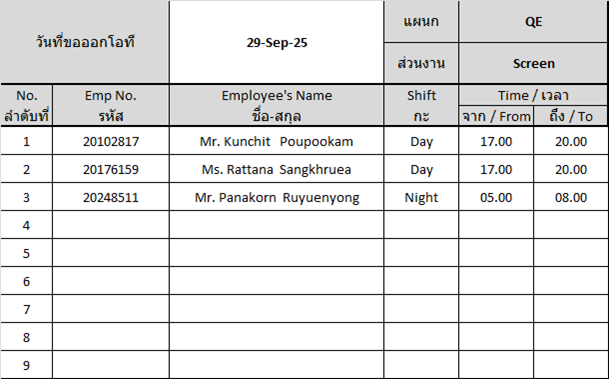 วันที่ขอออกโอที 29-Sep-25 แผนก QE
ส่วนงาน Screen
No. Emp No. Employee's Name Shift Time / เวลา
ลำดับที่ รหัส ชื่อ-สกุล กะ จาก / From ถึง / To
1 20102817 Mr. Kunchit Poupookam Day 17.00 20.00
2 20176159 Ms. Rattana Sangkhruea Day 17.00 20.00
3 20248511 Mr. Panakorn Ruyuenyong Night 05.00 08.00
4
5
6
7
8
9